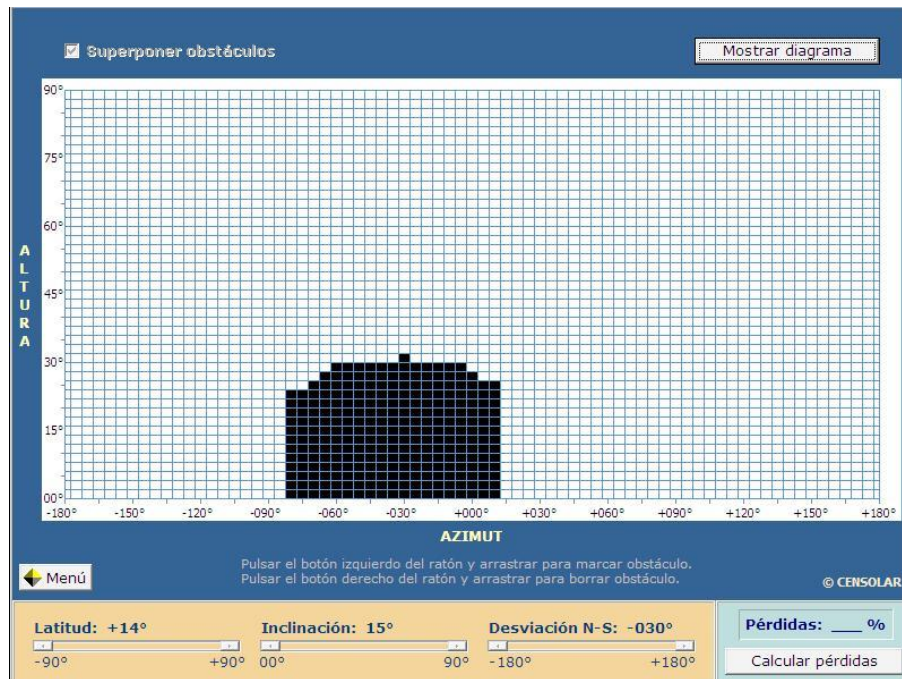 Superponer obstáculos
Mostrar diagrama
90°
75°
60°
45°
30°
15°
00°
ALTURA
-180° -150° -120° -090° -060° -030° +000° +030° +060° +090° +120° +150° +180°
AZIMUT
Pulsar el botón izquierdo del ratón y arrastrar para marcar obstáculo.
Pulsar el botón derecho del ratón y arrastrar para borrar obstáculo.
Menú
© CENSOLAR
Latitud: +14°
-90° +90°
Inclinación: 15°
00° 90°
Desviación N-S: -030°
-180° +180°
Pérdidas: ___ %
Calcular pérdidas